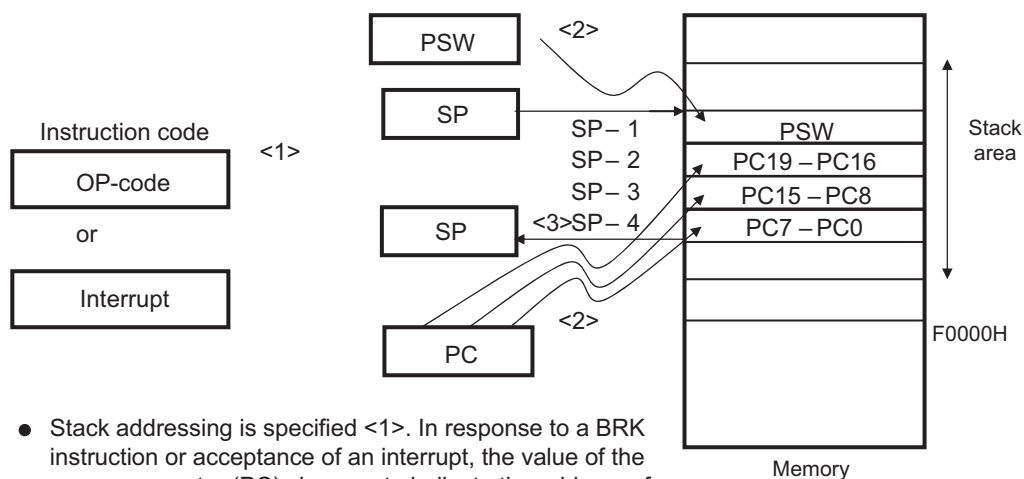 PSW
<2>
SP
SP – 1
PSW
Stack
area
Instruction code
<1>
SP – 2
PC19 – PC16
OP-code
SP – 3
PC15 – PC8
or
SP
<3>
SP – 4
PC7 – PC0
Interrupt
<2>
F0000H
PC
• Stack addressing is specified <1>. In response to a BRK
instruction or acceptance of an interrupt, the value of the
Memory